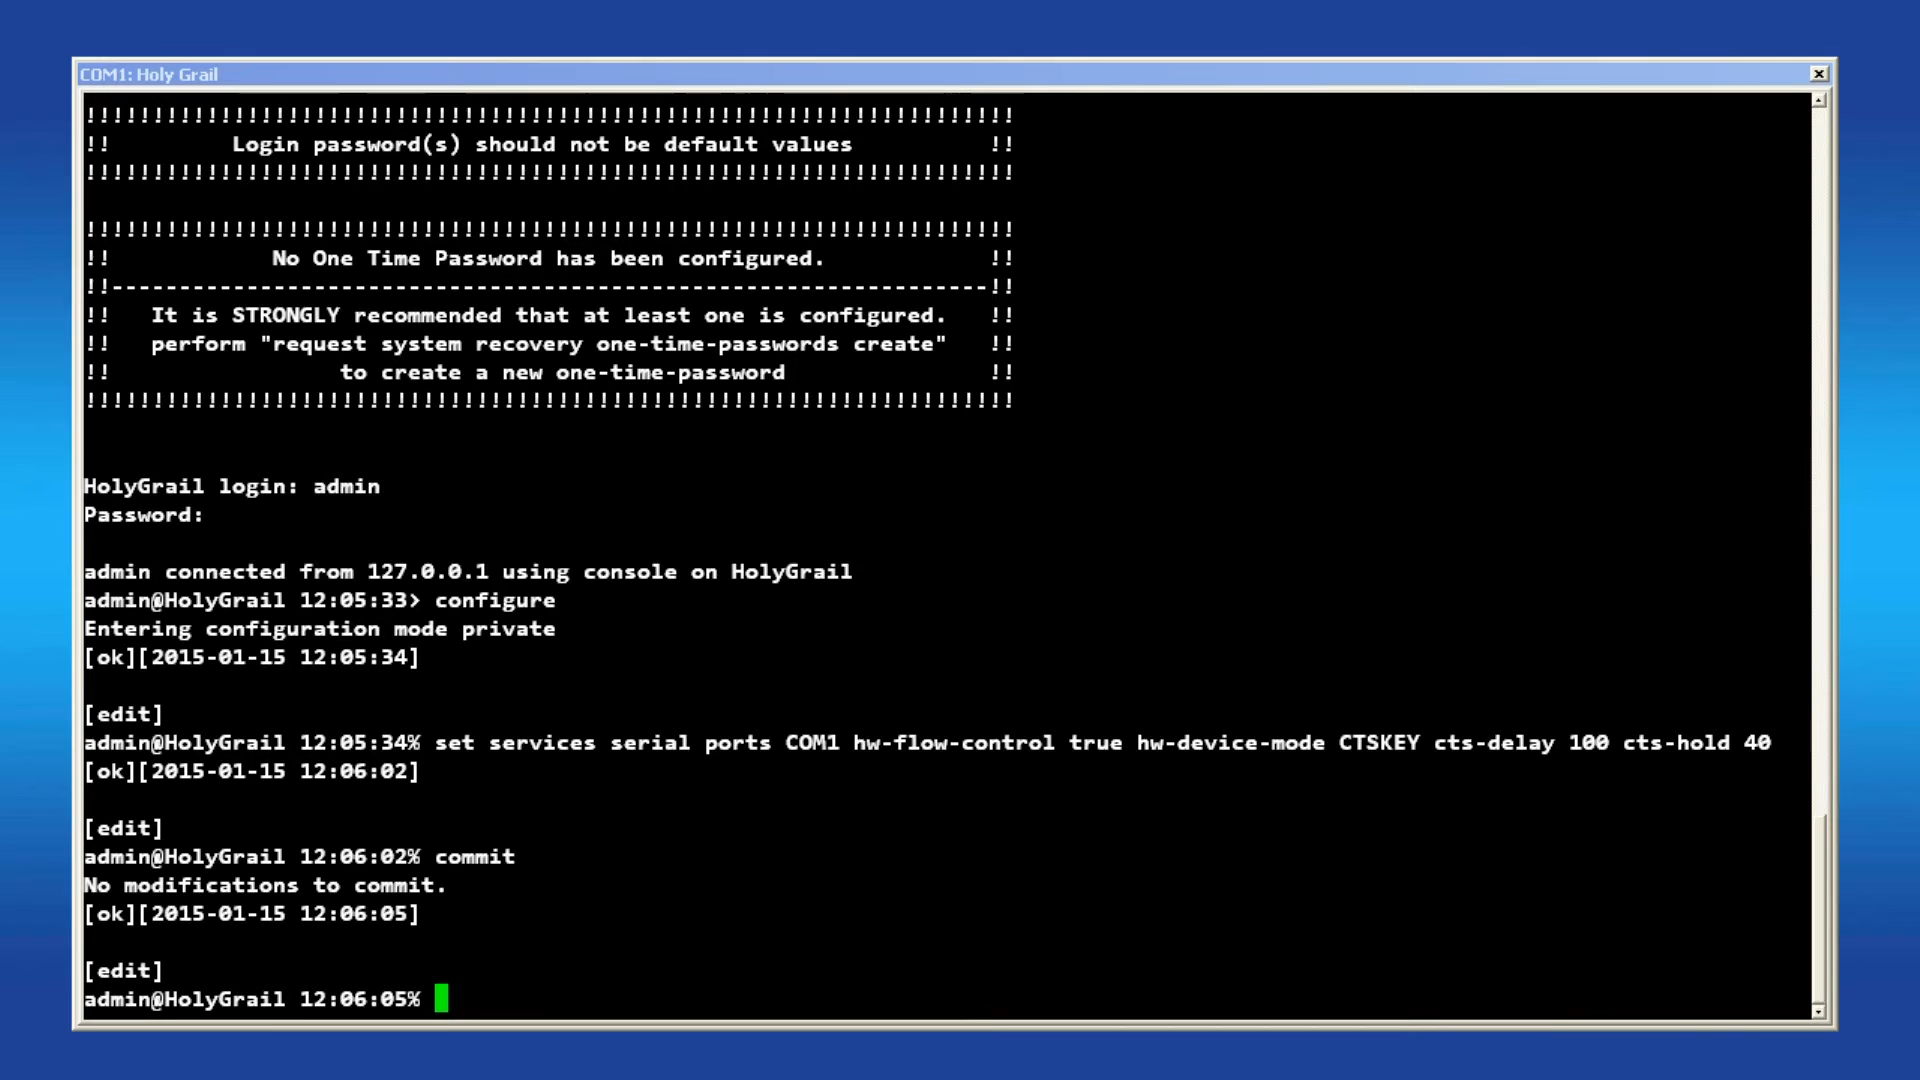 COM1: Holy Grail
!!!!!!!!!!!!!!!!!!!!!!!!!!!!!!!!!!!!!!!!!!!!!!!!!!!!!!!!!!!!!!!!!!!!!
!!         Login password(s) should not be default values          !!
!!!!!!!!!!!!!!!!!!!!!!!!!!!!!!!!!!!!!!!!!!!!!!!!!!!!!!!!!!!!!!!!!!!!!
!!!!!!!!!!!!!!!!!!!!!!!!!!!!!!!!!!!!!!!!!!!!!!!!!!!!!!!!!!!!!!!!!!!!!
!!            No One Time Password has been configured.            !!
!!-----------------------------------------------------------------!!
!!   It is STRONGLY recommended that at least one is configured.   !!
!!   perform "request system recovery one-time-passwords create"   !!
!!                 to create a new one-time-password               !!
!!!!!!!!!!!!!!!!!!!!!!!!!!!!!!!!!!!!!!!!!!!!!!!!!!!!!!!!!!!!!!!!!!!!!
HolyGrail login: admin
Password:
admin connected from 127.0.0.1 using console on HolyGrail
admin@HolyGrail 12:05:33> configure
Entering configuration mode private
[ok][2015-01-15 12:05:34]
[edit]
admin@HolyGrail 12:05:34% set services serial ports COM1 hw-flow-control true hw-device-mode CTSKEY cts-delay 100 cts-hold 40
[ok][2015-01-15 12:06:02]
[edit]
admin@HolyGrail 12:06:02% commit
No modifications to commit.
[ok][2015-01-15 12:06:05]
[edit]
admin@HolyGrail 12:06:05%